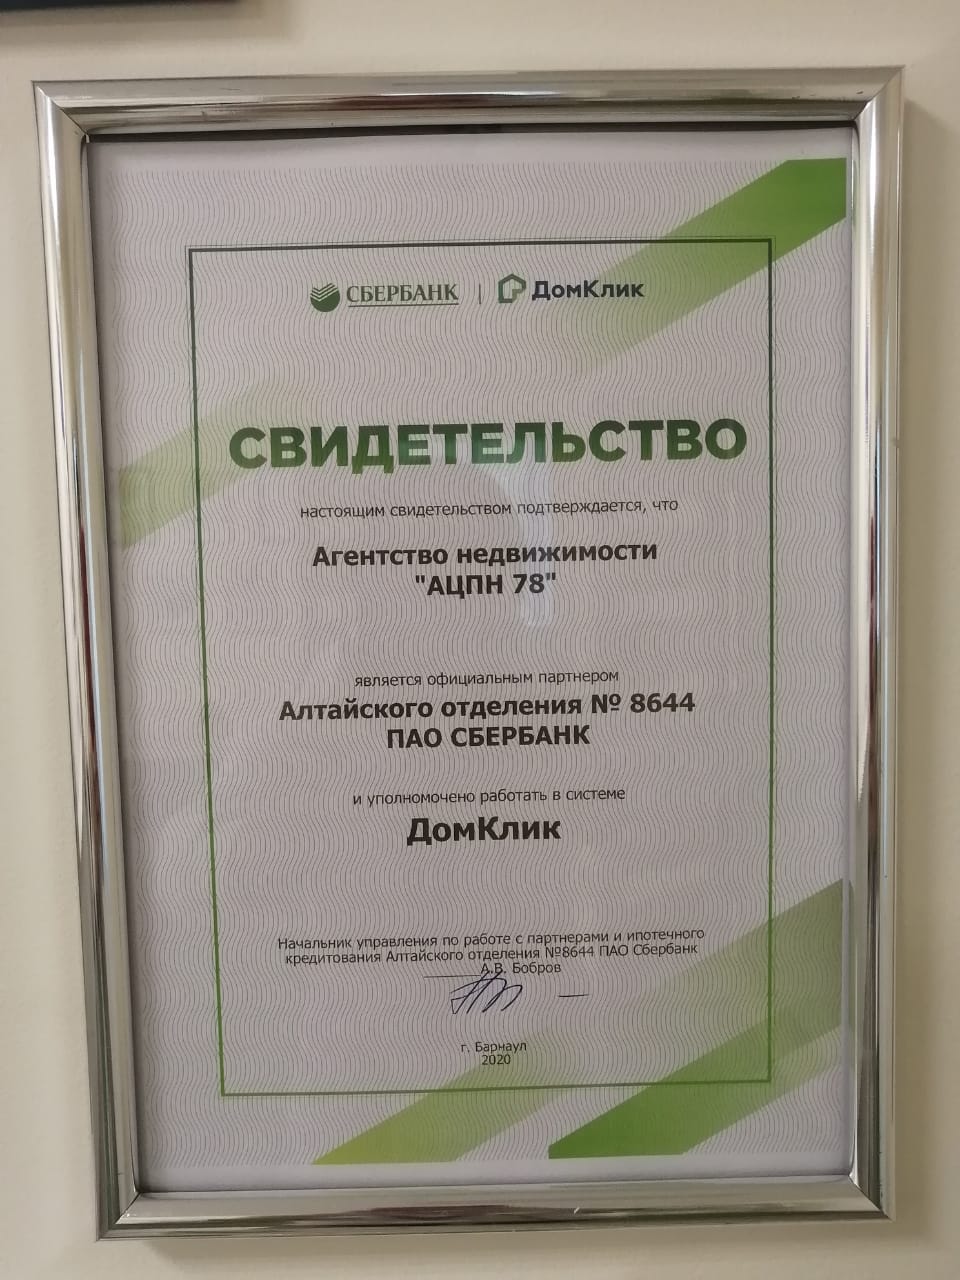 СБЕРБАНК | ДомКлик
СВИДЕТЕЛЬСТВО
настоящим свидетельством подтверждается, что
Агентство недвижимости
"АЦПН 78"
является официальным партнером
Алтайского отделения № 8644
ПАО СБЕРБАНК
и уполномочено работать в системе
ДомКлик
Начальник управления по работе с партнерами и ипотечного
кредитования Алтайского отделения №8644 ПАО Сбербанк
А.В. Бобров
г. Барнаул
2020